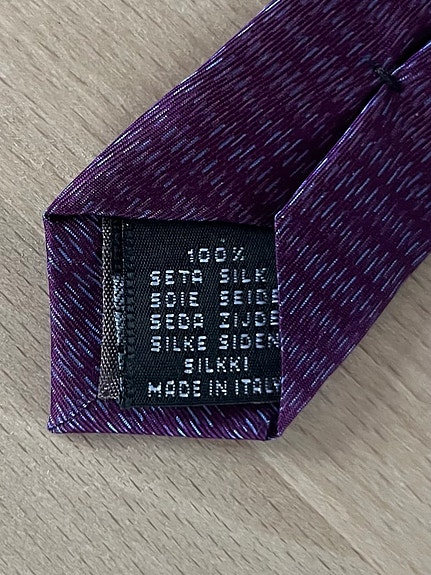 100%
SETA SILK
SOIE SEIDE
SEDA ZIJDE
SILKE SIDEN
SILKKI
MADE IN ITALY